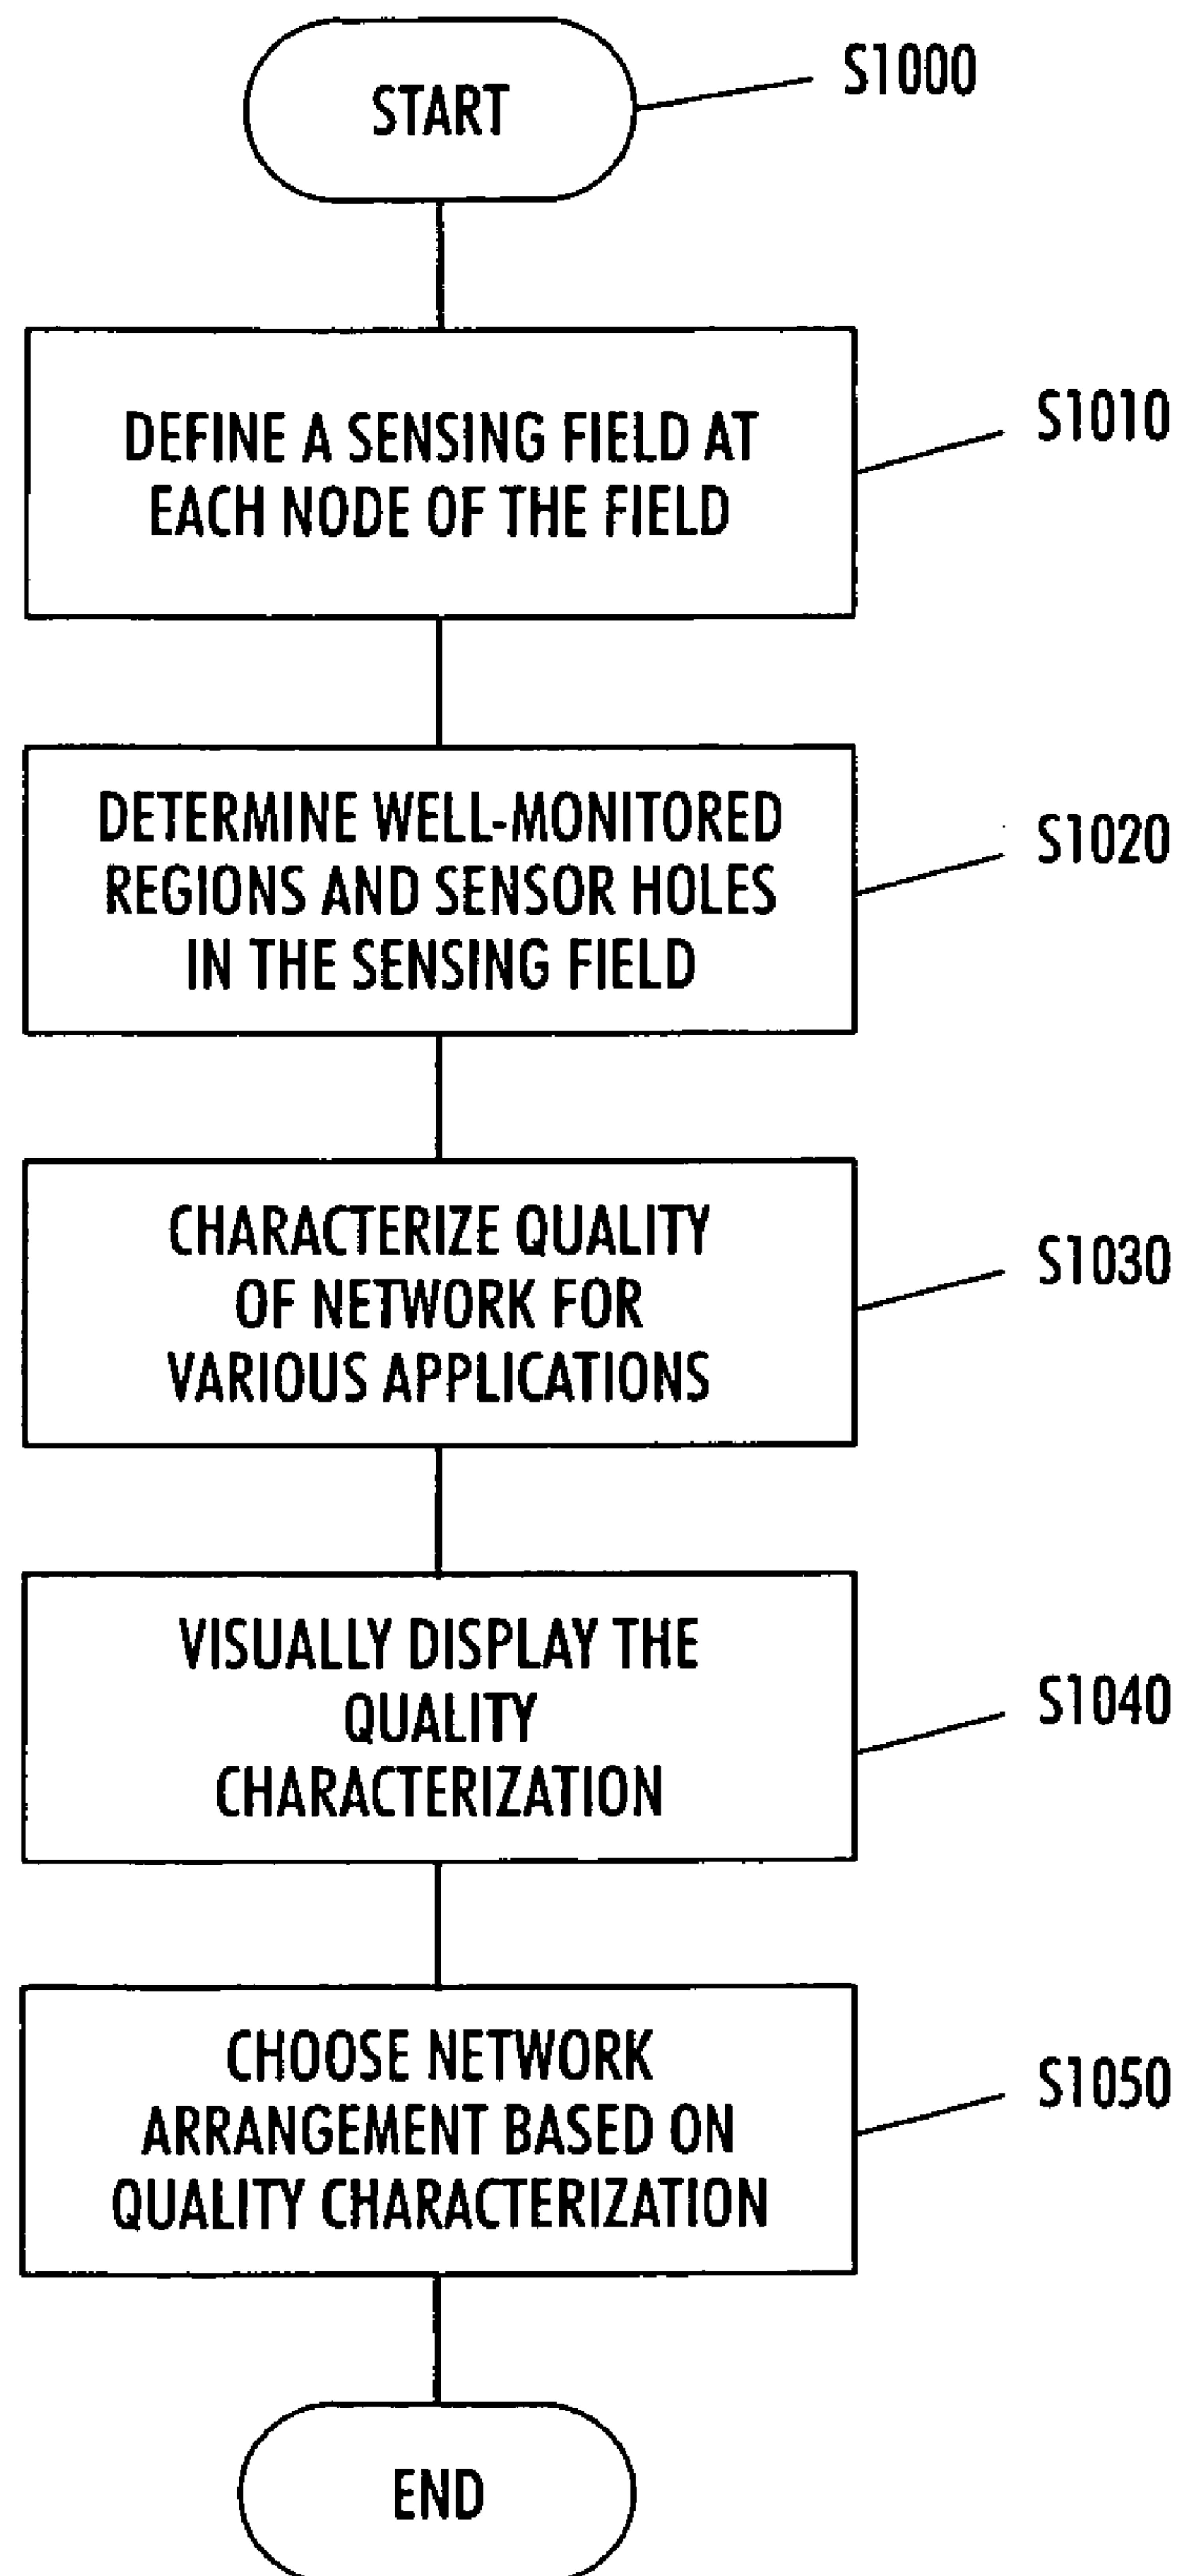 START
S1000
DEFINE A SENSING FIELD AT
EACH NODE OF THE FIELD
S1010
DETERMINE WELL-MONITORED
REGIONS AND SENSOR HOLES
IN THE SENSING FIELD
S1020
CHARACTERIZE QUALITY
OF NETWORK FOR
VARIOUS APPLICATIONS
S1030
VISUALLY DISPLAY THE
QUALITY
CHARACTERIZATION
S1040
CHOOSE NETWORK
ARRANGEMENT BASED ON
QUALITY CHARACTERIZATION
S1050
END